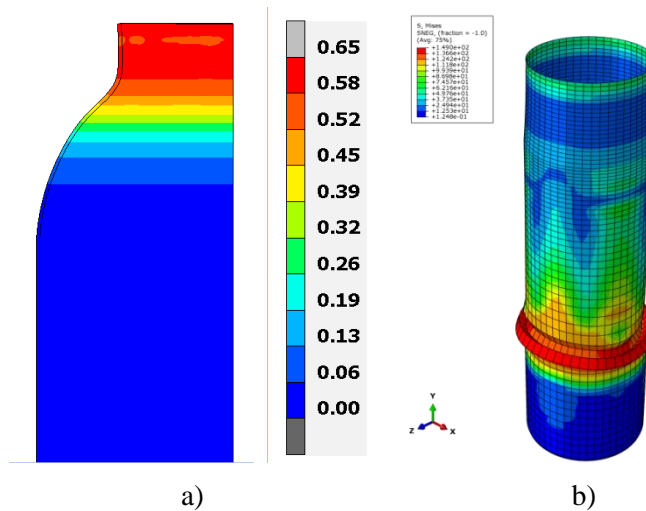 0.65
0.58
0.52
0.45
0.39
0.32
0.26
0.19
0.13
0.06
0.00
a)
S, Mises
SNEG, (fraction = -1.0)
(Avg: 75%)
+1.490e+02
+1.366e+02
+1.242e+02
+1.118e+02
+9.939e+01
+8.698e+01
+7.457e+01
+6.216e+01
+4.976e+01
+3.735e+01
+2.494e+01
+1.253e+01
+1.248e-01
Y
Z
X
b)